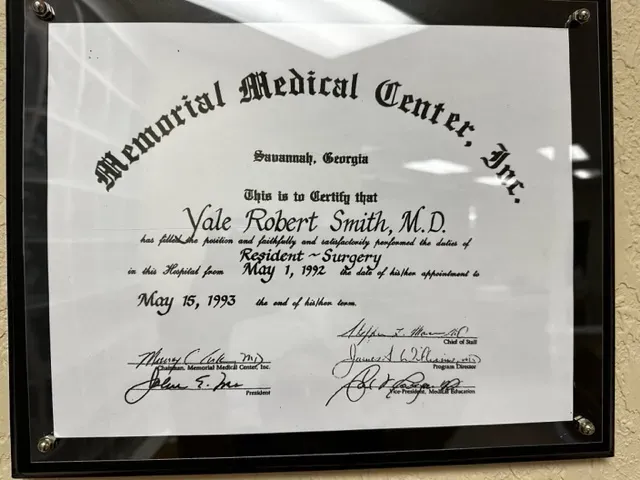 Memorial Medical Center, Inc.
Savannah, Georgia
This is to Certify that
Yale Robert Smith, M.D.
has filled the position and faithfully and satisfactorily performed the duties of
Resident ~ Surgery
in this Hospital from May 1, 1992 the date of his/her appointment to
May 15, 1993 the end of his/her term.
Chief of Staff
Chairman, Memorial Medical Center, Inc.
Program Director
President
Vice-President, Medical Education